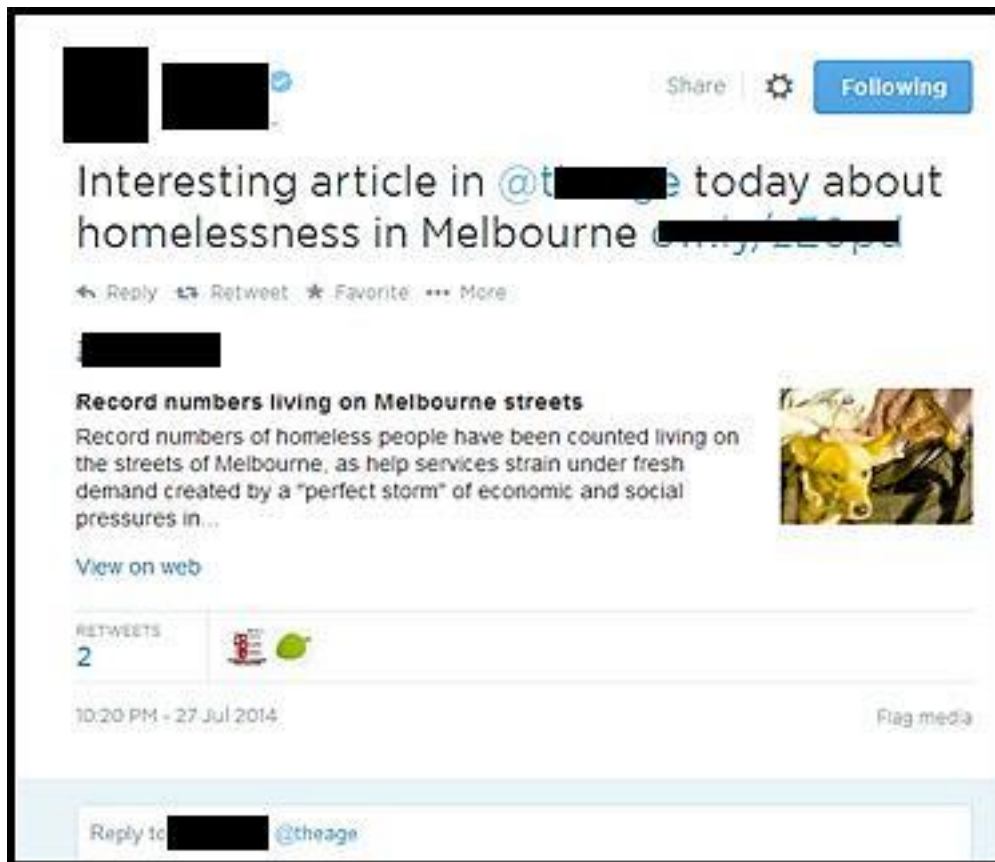 Share Following
Interesting article in today about
homelessness in Melbourne
Reply Retweet Favorite More
Record numbers living on Melbourne streets
Record numbers of homeless people have been counted living on
the streets of Melbourne, as help services strain under fresh
demand created by a "perfect storm" of economic and social
pressures in...
View on web
RETWEETS
2
10:20 PM - 27 Jul 2014 Flag media
Reply to @theage